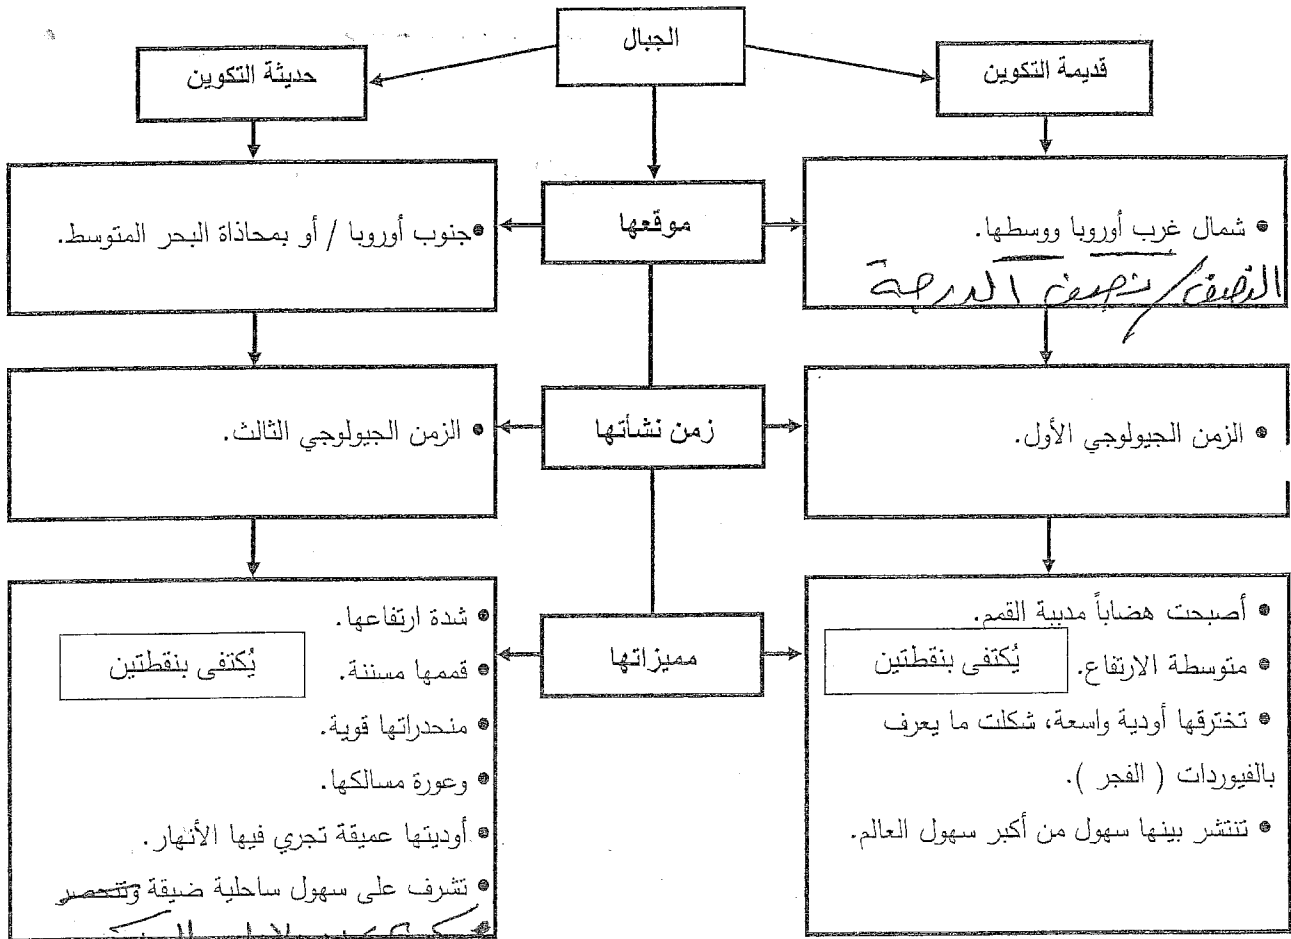 الجبال
قديمة التكوين
حديثة التكوين
موقعها
• شمال غرب أوروبا ووسطها.
النصف / نصف الدرجة
• جنوب أوروبا / أو بمحاذاة البحر المتوسط.
زمن نشأتها
• الزمن الجيولوجي الأول.
• الزمن الجيولوجي الثالث.
مميزاتها
• أصبحت هضاباً مدببة القمم.
• متوسطة الارتفاع.
يُكتفى بنقطتين
• تخترقها أودية واسعة، شكلت ما يعرف
بالفيوردات ( الفجر ).
• تنتشر بينها سهول من أكبر سهول العالم.
• شدة ارتفاعها.
• قممها مسننة.
يُكتفى بنقطتين
• منحدراتها قوية.
• وعورة مسالكها.
• أوديتها عميقة تجري فيها الأنهار.
• تشرف على سهول ساحلية ضيقة وتنحصر